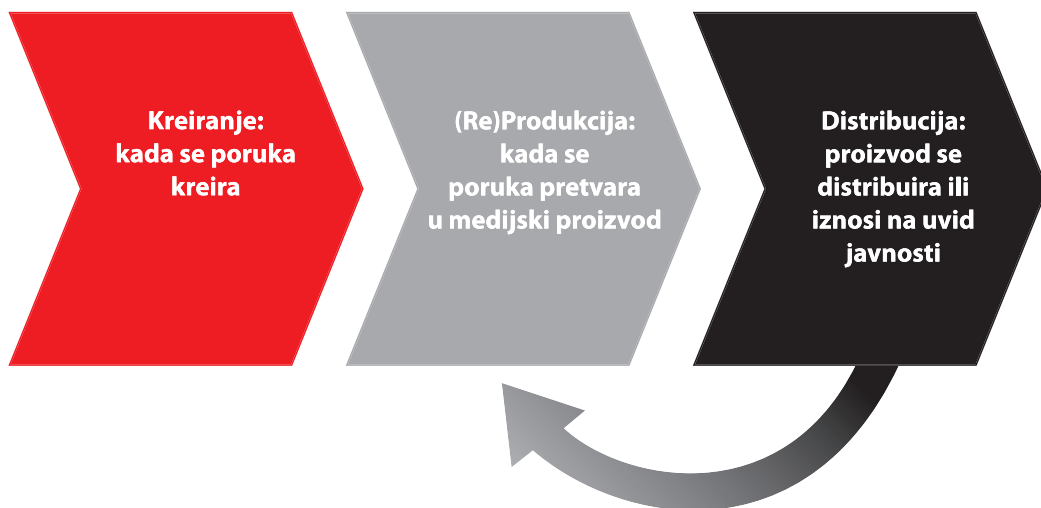 Kreiranje:
kada se poruka
kreira
(Re)Produkcija:
kada se
poruka pretvara
u medijski proizvod
Distribucija:
proizvod se
distribuira ili
iznosi na uvid
javnosti